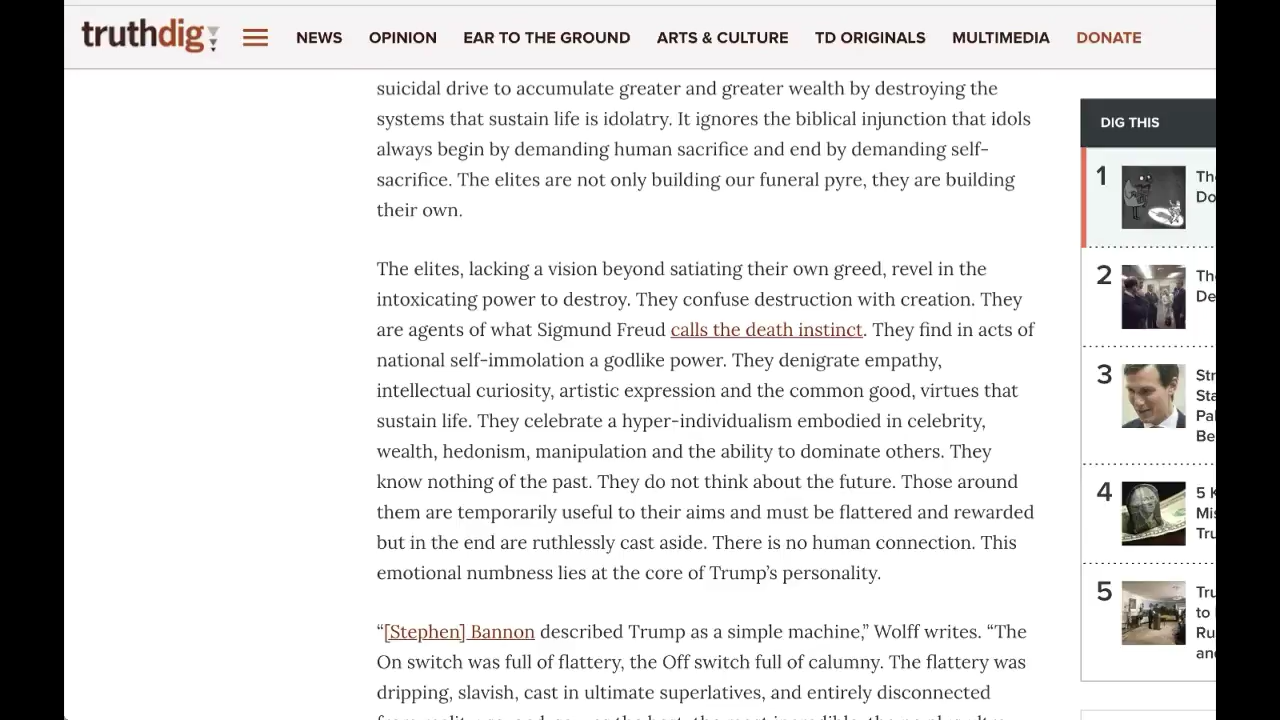 truthdig
NEWS OPINION EAR TO THE GROUND ARTS & CULTURE TD ORIGINALS MULTIMEDIA DONATE
suicidal drive to accumulate greater and greater wealth by destroying the
systems that sustain life is idolatry. It ignores the biblical injunction that idols
always begin by demanding human sacrifice and end by demanding self-
sacrifice. The elites are not only building our funeral pyre, they are building
their own.
The elites, lacking a vision beyond satiating their own greed, revel in the
intoxicating power to destroy. They confuse destruction with creation. They
are agents of what Sigmund Freud calls the death instinct. They find in acts of
national self-immolation a godlike power. They denigrate empathy,
intellectual curiosity, artistic expression and the common good, virtues that
sustain life. They celebrate a hyper-individualism embodied in celebrity,
wealth, hedonism, manipulation and the ability to dominate others. They
know nothing of the past. They do not think about the future. Those around
them are temporarily useful to their aims and must be flattered and rewarded
but in the end are ruthlessly cast aside. There is no human connection. This
emotional numbness lies at the core of Trump’s personality.
“[Stephen] Bannon described Trump as a simple machine,” Wolff writes. “The
On switch was full of flattery, the Off switch full of calumny. The flattery was
dripping, slavish, cast in ultimate superlatives, and entirely disconnected
DIG THIS
1
2
3
4
5 
5